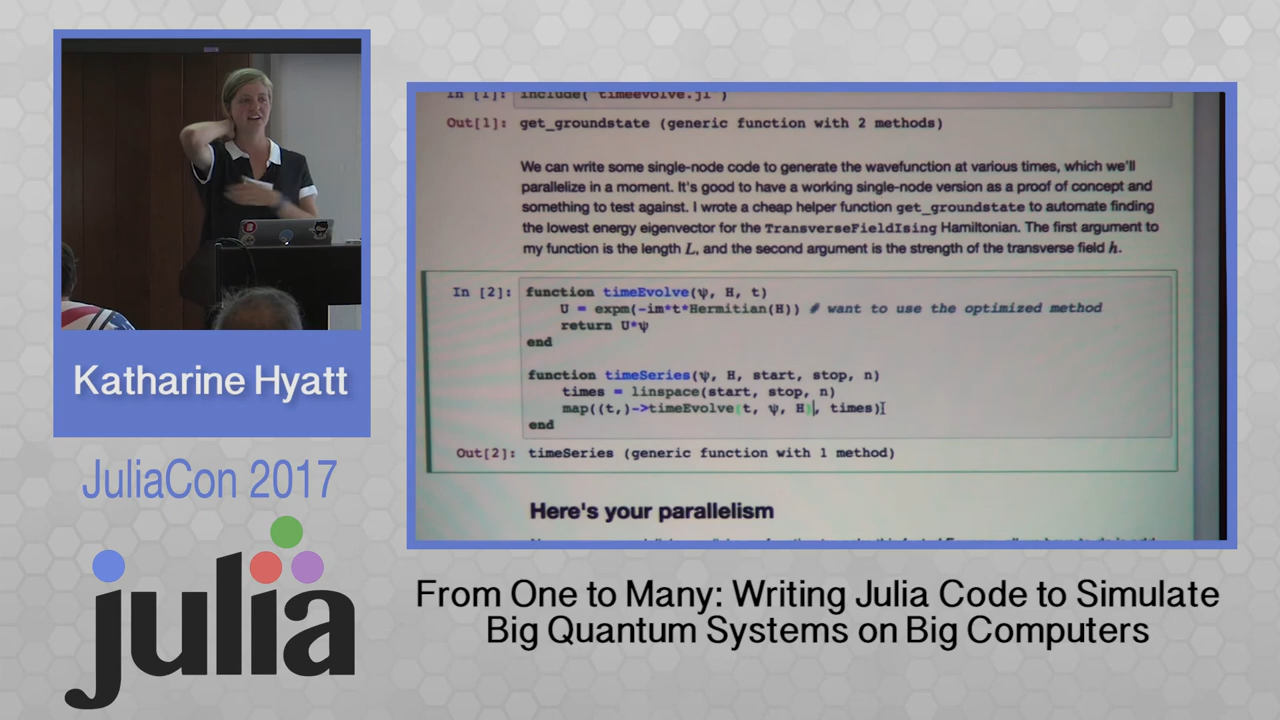 In [1]: include( timeevolve.jl )
Out[1]: get_groundstate (generic function with 2 methods)
We can write some single-node code to generate the wavefunction at various times, which we'll
parallelize in a moment. It's good to have a working single-node version as a proof of concept and
something to test against. I wrote a cheap helper function get_groundstate to automate finding
the lowest energy eigenvector for the TransverseFieldIsing Hamiltonian. The first argument to
my function is the length L, and the second argument is the strength of the transverse field h.
In [2]: function timeEvolve(ψ, H, t)
U = expm(-im*t*Hermitian(H)) # want to use the optimized method
return U*ψ
end
function timeSeries(ψ, H, start, stop, n)
times = linspace(start, stop, n)
map((t,)->timeEvolve(t, ψ, H), times)
end
Out[2]: timeSeries (generic function with 1 method)
Here's your parallelism
Katharine Hyatt
JuliaCon 2017
julia
From One to Many: Writing Julia Code to Simulate
Big Quantum Systems on Big Computers